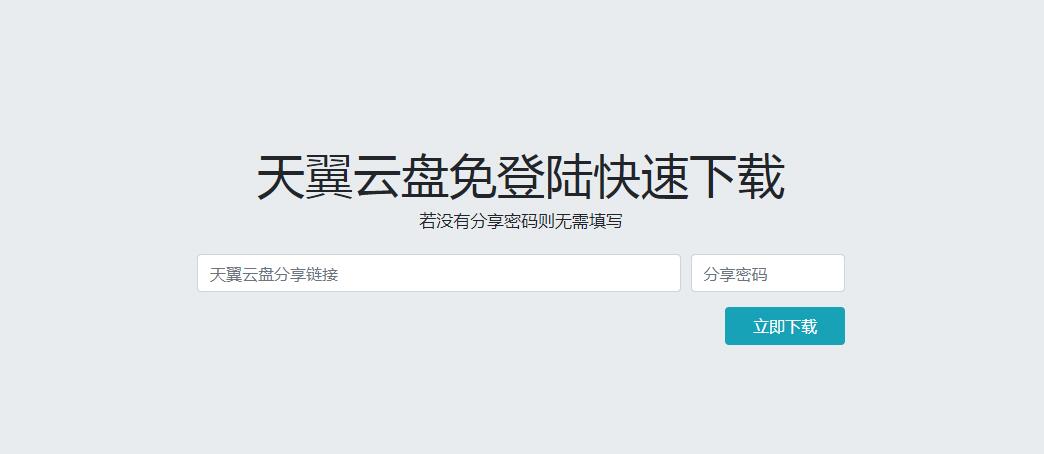 天翼云盘免登陆快速下载
若没有分享密码则无需填写
天翼云盘分享链接
分享密码
立即下载